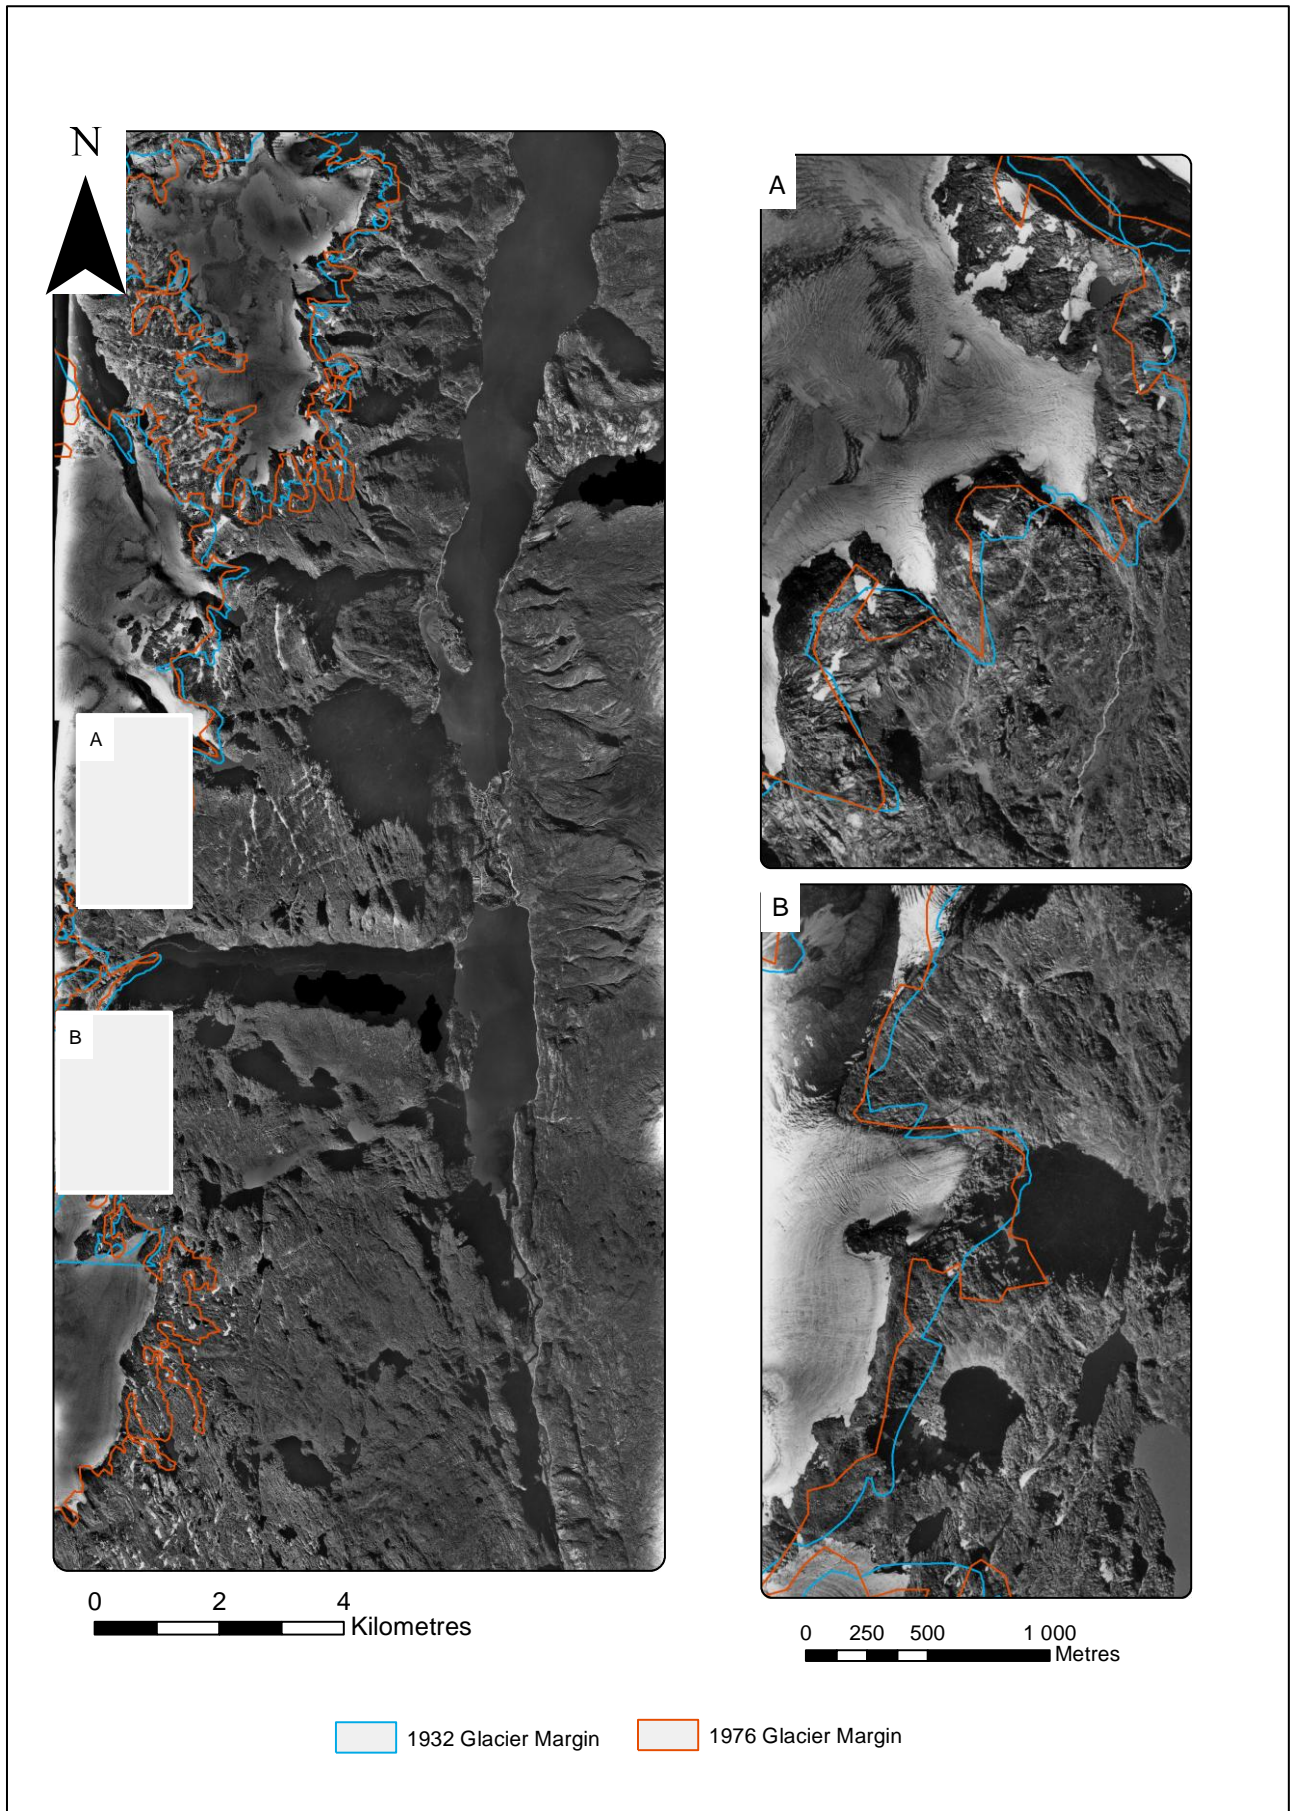 N
A
B
0 2 4
Kilometres
A
B
0 250 500 1 000
Metres
1932 Glacier Margin
1976 Glacier Margin